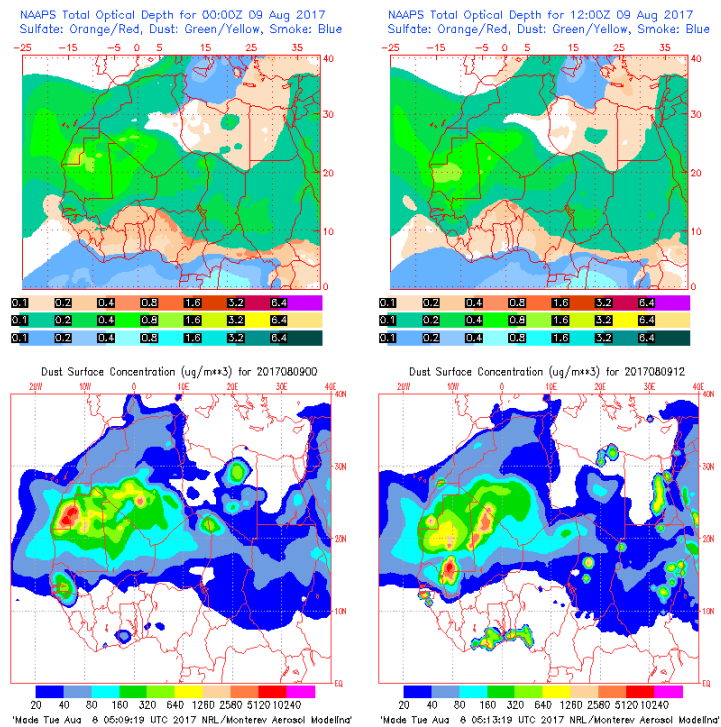 NAAPS Total Optical Depth for 00:00Z 09 Aug 2017
Sulfate: Orange/Red, Dust: Green/Yellow, Smoke: Blue
-25 -15 -5 0 5 15 25 35
40
30
20
10
0
0.1 0.2 0.4 0.8 1.6 3.2 6.4
0.1 0.2 0.4 0.8 1.6 3.2 6.4
0.1 0.2 0.4 0.8 1.6 3.2 6.4
NAAPS Total Optical Depth for 12:00Z 09 Aug 2017
Sulfate: Orange/Red, Dust: Green/Yellow, Smoke: Blue
-25 -15 -5 0 5 15 25 35
40
30
20
10
0
0.1 0.2 0.4 0.8 1.6 3.2 6.4
0.1 0.2 0.4 0.8 1.6 3.2 6.4
0.1 0.2 0.4 0.8 1.6 3.2 6.4
Dust Surface Concentration (ug/m**3) for 2017080900
20W 10W 0 10E 20E 30E 40E
40N
30N
20N
10N
EQ
20 40 80 160 320 640 1280 2560 5120 10240
'Made Tue Aug 8 05:09:19 UTC 2017 NRL/Monterey Aerosol Modeling'
Dust Surface Concentration (ug/m**3) for 2017080912
20W 10W 0 10E 20E 30E 40E
40N
30N
20N
10N
EQ
20 40 80 160 320 640 1280 2560 5120 10240
'Made Tue Aug 8 05:13:19 UTC 2017 NRL/Monterey Aerosol Modeling'